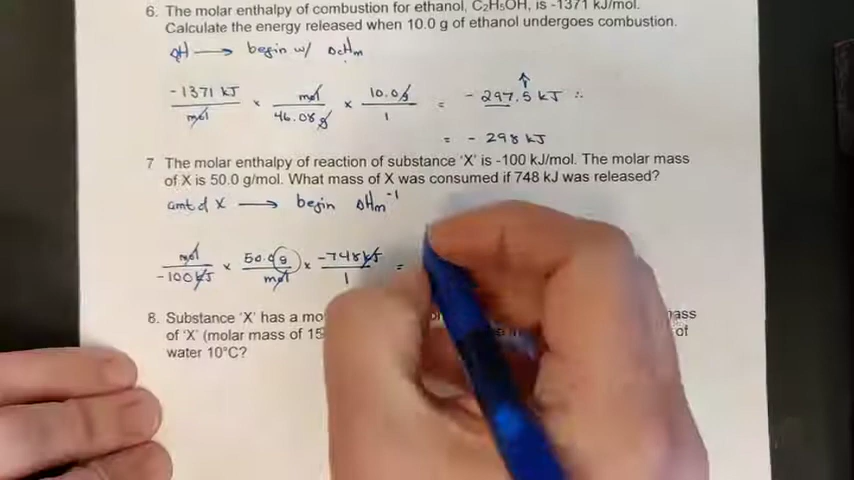 6. The molar enthalpy of combustion for ethanol, C₂H₅OH, is -1371 kJ/mol.
Calculate the energy released when 10.0 g of ethanol undergoes combustion.
ΔH → begin w/ ΔcHm
-1371 kJ / mol × mol / 46.08 g × 10.0 g / 1 = -297.5 kJ ∴
= -298 kJ
7 The molar enthalpy of reaction of substance 'X' is -100 kJ/mol. The molar mass
of X is 50.0 g/mol. What mass of X was consumed if 748 kJ was released?
amt of X → begin ΔHm⁻¹
mol / -100 kJ × 50.0 g / mol × -748 kJ / 1 =
8. Substance 'X' has a mo
of 'X' (molar mass of 15 of
water 10°C?